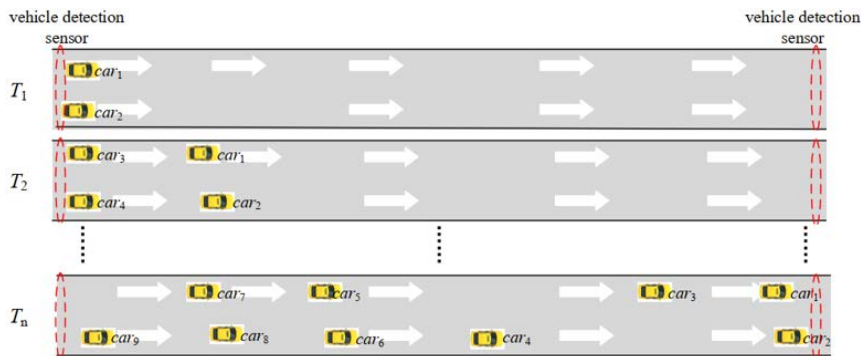 vehicle detection sensor
vehicle detection sensor
T₁
car₁
car₂
T₂
car₃
car₁
car₄
car₂
Tₙ
car₇
car₅
car₃
car₁
car₉
car₈
car₆
car₄
car₂